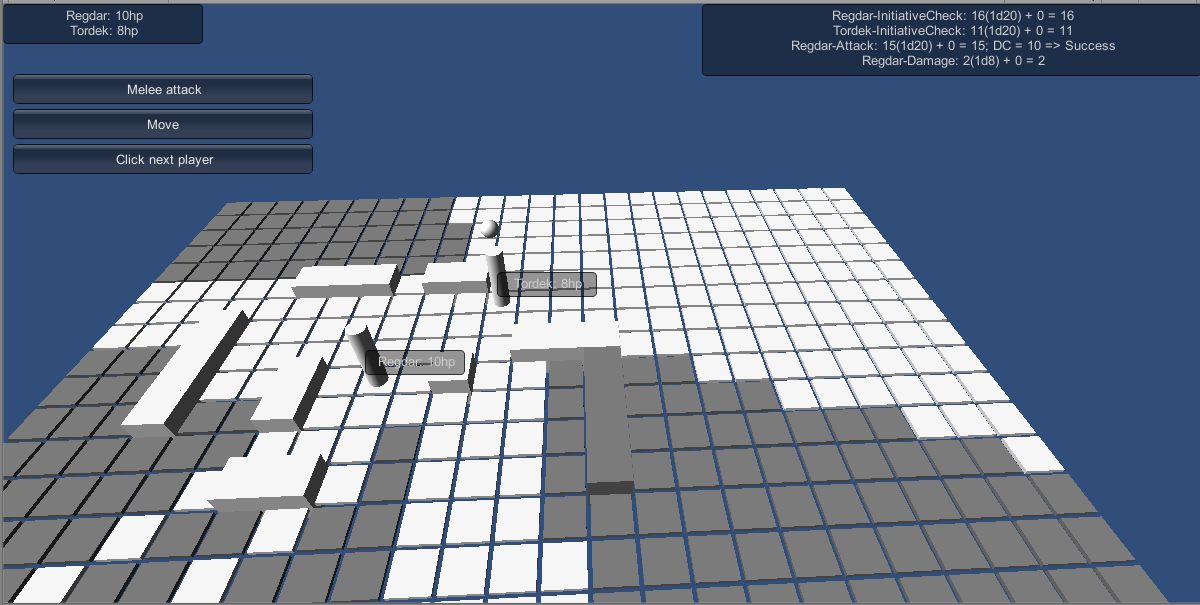 Regdar: 10hp
Tordek: 8hp
Regdar-InitiativeCheck: 16(1d20) + 0 = 16
Tordek-InitiativeCheck: 11(1d20) + 0 = 11
Regdar-Attack: 15(1d20) + 0 = 15; DC = 10 => Success
Regdar-Damage: 2(1d8) + 0 = 2
Melee attack
Move
Click next player
Tordek: 8hp
Regdar: 10hp